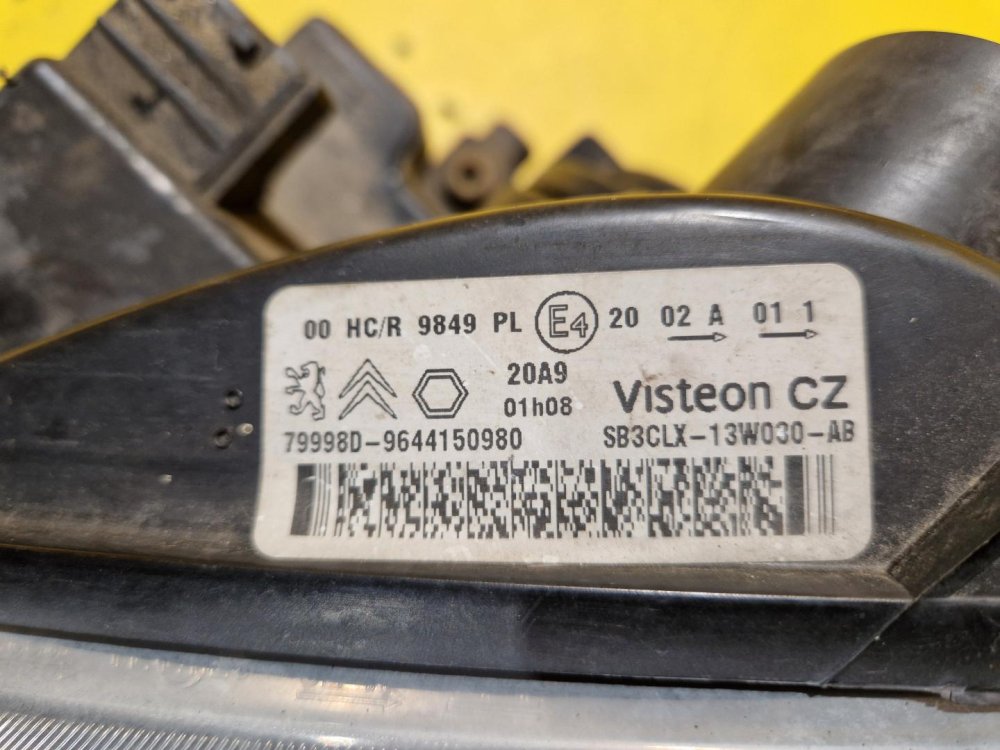 00 HC/R 9849 PL E4 20 02 A 01 1
20A9
01h08
Visteon CZ
79998D-9644150980 SB3CLX-13W030-AB